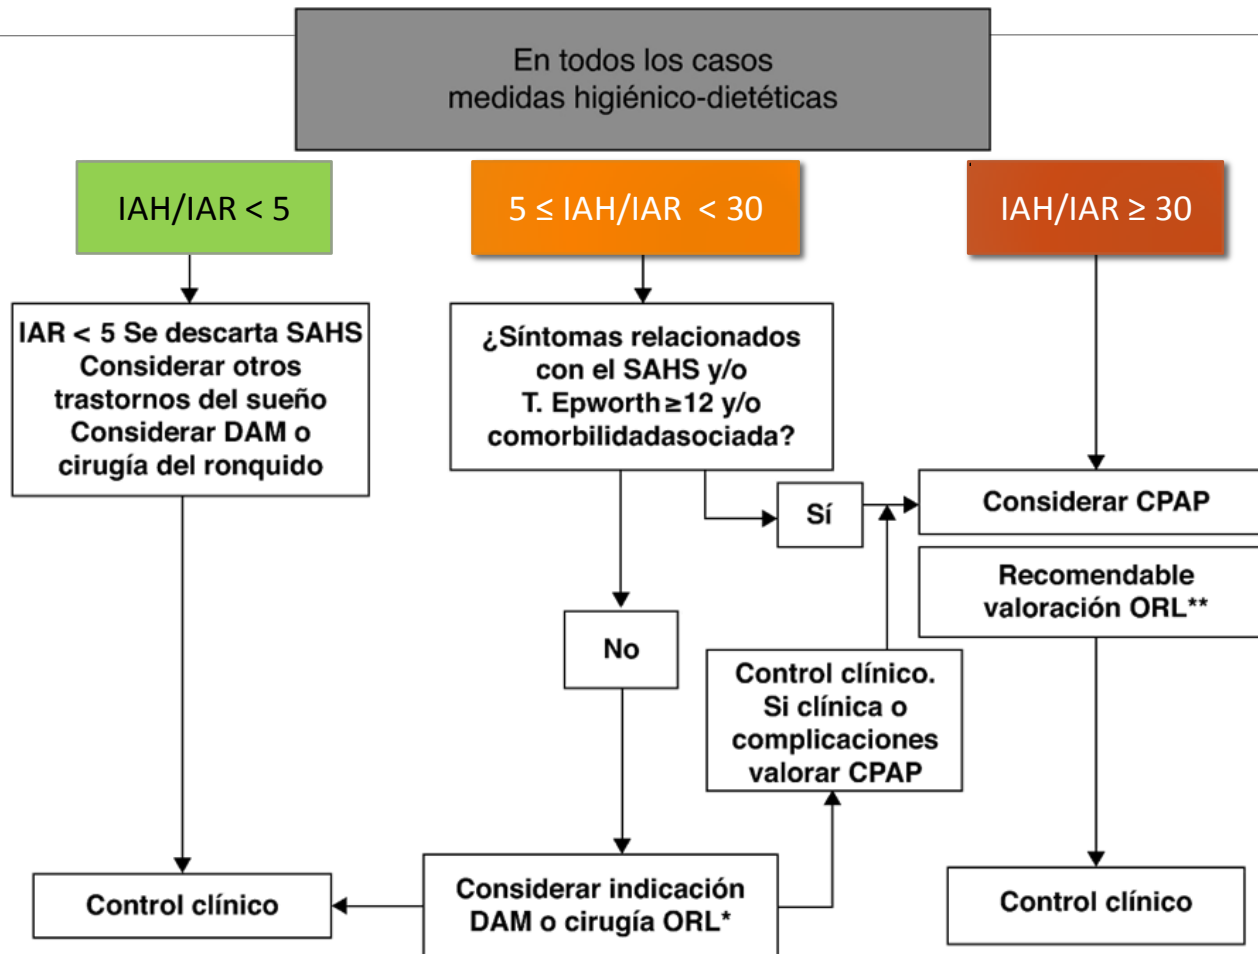 En todos los casos
medidas higiénico-dietéticas
IAH/IAR < 5
5 ≤ IAH/IAR < 30
IAH/IAR ≥ 30
IAR < 5 Se descarta SAHS
Considerar otros
trastornos del sueño
Considerar DAM o
cirugía del ronquido
¿Síntomas relacionados
con el SAHS y/o
T. Epworth≥12 y/o
comorbilidadasociada?
Sí
Considerar CPAP
Recomendable
valoración ORL**
No
Control clínico.
Si clínica o
complicaciones
valorar CPAP
Control clínico
Considerar indicación
DAM o cirugía ORL*
Control clínico